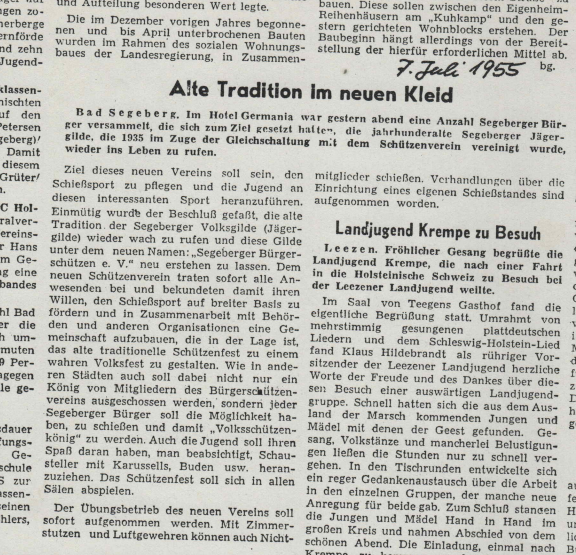 und Aufteilung besonderen Wert legte.
Die im Dezember vorigen Jahres begonne-
nen und bis April unterbrochenen Bauten
wurden im Rahmen des sozialen Wohnungs-
baues der Landesregierung, in Zusammen-
bauen. Diese sollen zwischen den Eigenheim-
Reihenhäusern am „Kuhkamp“ und den ge-
stern gerichteten Wohnblocks erstehen. Der
Baubeginn hängt allerdings von der Bereit-
stellung der hierfür erforderlichen Mittel ab.
bg.
7. Juli 1955
Alte Tradition im neuen Kleid
Bad Segeberg. Im Hotel Germania war gestern abend eine Anzahl Segeberger Bür-
ger versammelt, die sich zum Ziel gesetzt hatten, die jahrhunderalte Segeberger Jäger-
gilde, die 1935 im Zuge der Gleichschaltung mit dem Schützenverein vereinigt wurde,
wieder ins Leben zu rufen.
Ziel dieses neuen Vereins soll sein, den
Schießsport zu pflegen und die Jugend an
diesen interessanten Sport heranzuführen.
Einmütig wurde der Beschluß gefaßt, die alte
Tradition der Segeberger Volksgilde (Jäger-
gilde) wieder wach zu rufen und diese Gilde
unter dem neuen Namen: „Segeberger Bürger-
schützen e. V.“ neu erstehen zu lassen. Dem
neuen Schützenverein traten sofort alle An-
wesenden bei und bekundeten damit ihren
Willen, den Schießsport auf breiter Basis zu
fördern und in Zusammenarbeit mit Behör-
den und anderen Organisationen eine Ge-
meinschaft aufzubauen, die in der Lage ist,
das alte traditionelle Schützenfest zu einem
wahren Volksfest zu gestalten. Wie in ande-
ren Städten auch soll dabei nicht nur ein
König von Mitgliedern des Bürgerschützen-
vereins ausgeschossen werden, sondern jeder
Segeberger Bürger soll die Möglichkeit ha-
ben, zu schießen und damit „Volksschützen-
könig“ zu werden. Auch die Jugend soll ihren
Spaß daran haben, man beabsichtigt, Schau-
steller mit Karussells, Buden usw. heran-
zuziehen. Das Schützenfest soll sich in allen
Sälen abspielen.
Der Übungsbetrieb des neuen Vereins soll
sofort aufgenommen werden. Mit Zimmer-
stutzen und Luftgewehren können auch Nicht-
mitglieder schießen. Verhandlungen über die
Einrichtung eines eigenen Schießstandes sind
aufgenommen worden.
Landjugend Krempe zu Besuch
Leezen. Fröhlicher Gesang begrüßte die
Landjugend Krempe, die nach einer Fahrt
in die Holsteinische Schweiz zu Besuch bei
der Leezener Landjugend weilte.
Im Saal von Teegens Gasthof fand die
eigentliche Begrüßung statt. Umrahmt von
mehrstimmig gesungenen plattdeutschen
Liedern und dem Schleswig-Holstein-Lied
fand Klaus Hildebrandt als rühriger Vor-
sitzender der Leezener Landjugend herzliche
Worte der Freude und des Dankes über die-
sen Besuch einer auswärtigen Landjugend-
gruppe. Schnell hatten sich die aus dem Aus-
land der Marsch kommenden Jungen und
Mädel mit denen der Geest gefunden. Ge-
sang, Volkstänze und mancherlei Belustigun-
gen ließen die Stunden nur zu schnell ver-
gehen. In den Tischrunden entwickelte sich
ein reger Gedankenaustausch über die Arbeit
in den einzelnen Gruppen, der manche neue
Anregung für beide gab. Zum Schluß standen
die Jungen und Mädel Hand in Hand im
großen Kreis und nahmen Abschied von dem
schönen Abend. Die Einladung, einmal nach